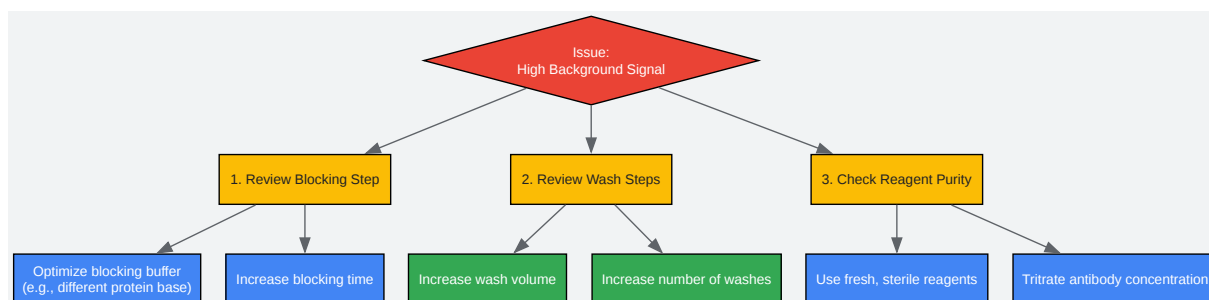 Issue:
High Background Signal
1. Review Blocking Step
2. Review Wash Steps
3. Check Reagent Purity
Optimize blocking buffer
(e.g., different protein base)
Increase blocking time
Increase wash volume
Increase number of washes
Use fresh, sterile reagents
Tritrate antibody concentration